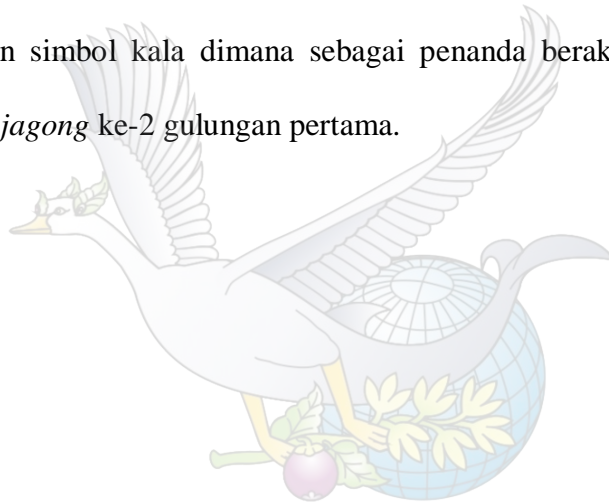 n simbol kala dimana sebagai penanda berak
jagong ke-2 gulungan pertama.